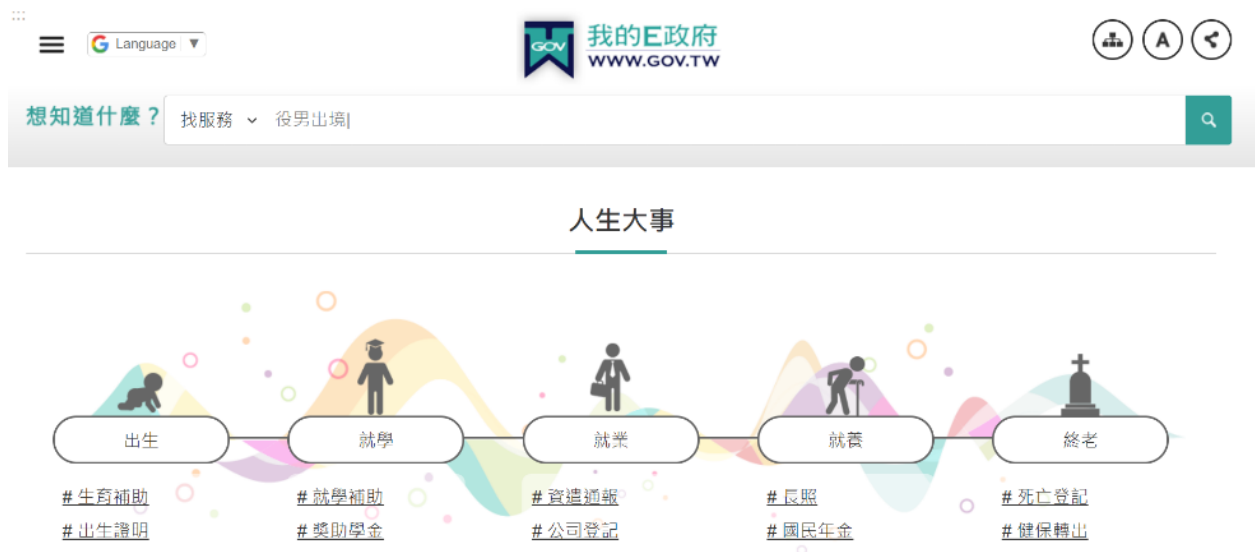 :::
Language ▼
GOV
我的E政府
WWW.GOV.TW
A
想知道什麼？
找服務
役男出境
人生大事
出生
就學
就業
就養
終老
# 生育補助
# 就學補助
# 資遣通報
# 長照
# 死亡登記
# 出生證明
# 獎助學金
# 公司登記
# 國民年金
# 健保轉出